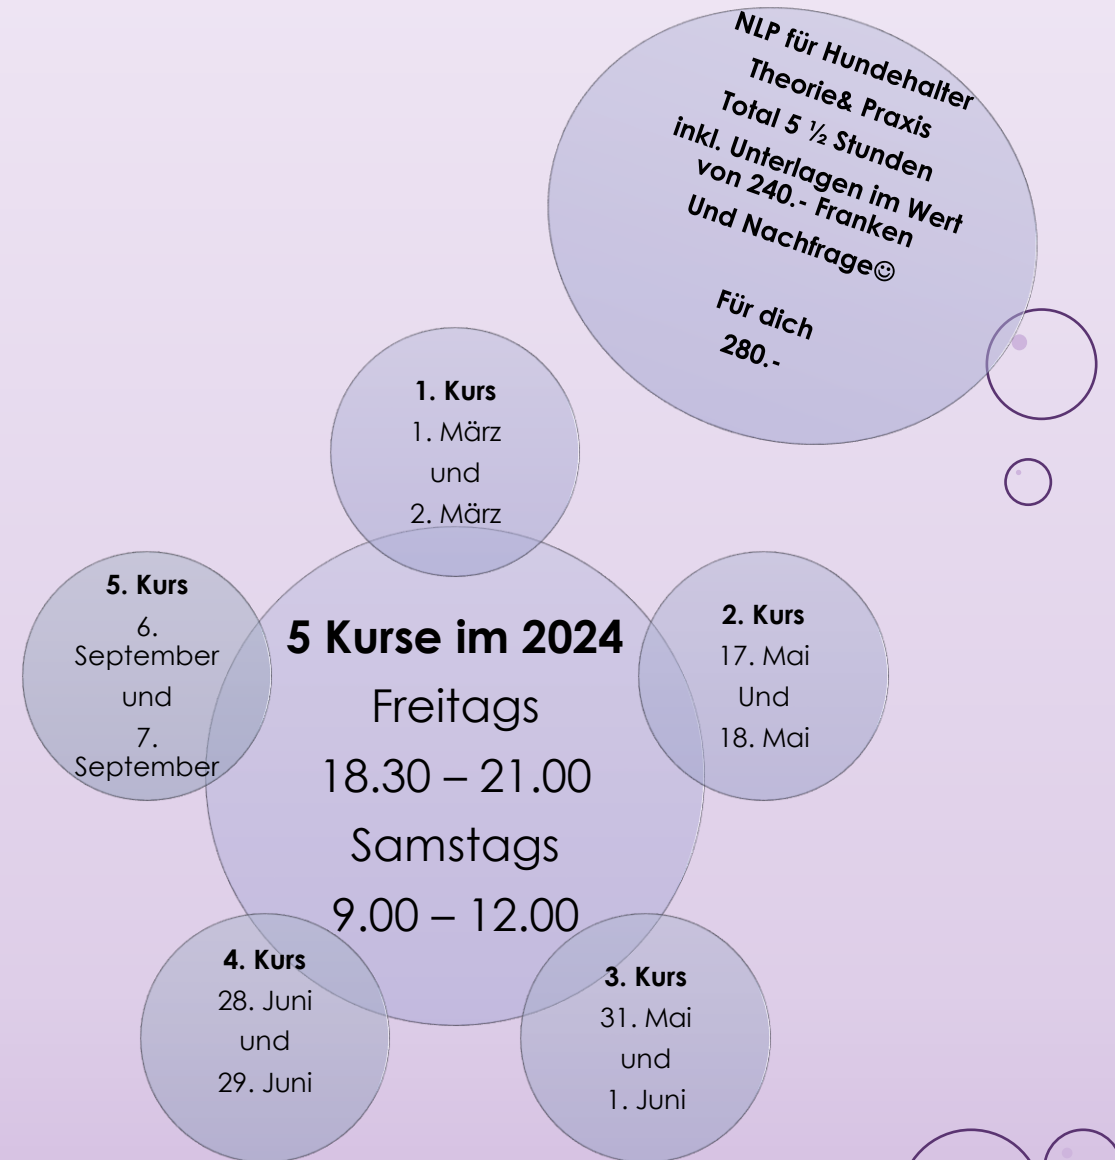 NLP für Hundehalter
Theorie& Praxis
Total 5 ½ Stunden
inkl. Unterlagen im Wert
von 240.- Franken
Und Nachfrage☺
Für dich
280.-
1. Kurs
1. März
und
2. März
5 Kurse im 2024
Freitags
18.30 – 21.00
Samstags
9.00 – 12.00
2. Kurs
17. Mai
Und
18. Mai
3. Kurs
31. Mai
und
1. Juni
4. Kurs
28. Juni
und
29. Juni
5. Kurs
6.
September
und
7.
September